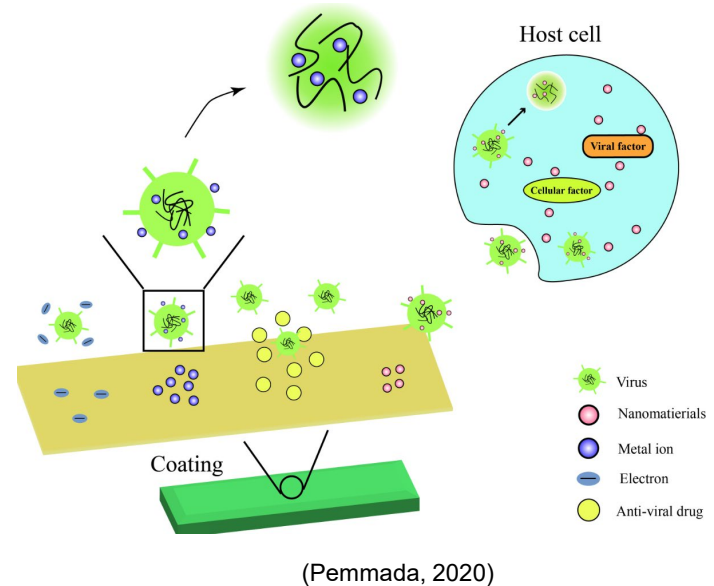 Host cell
Viral factor
Cellular factor
Coating
Virus
Nanomatierials
Metal ion
Electron
Anti-viral drug
(Pemmada, 2020)